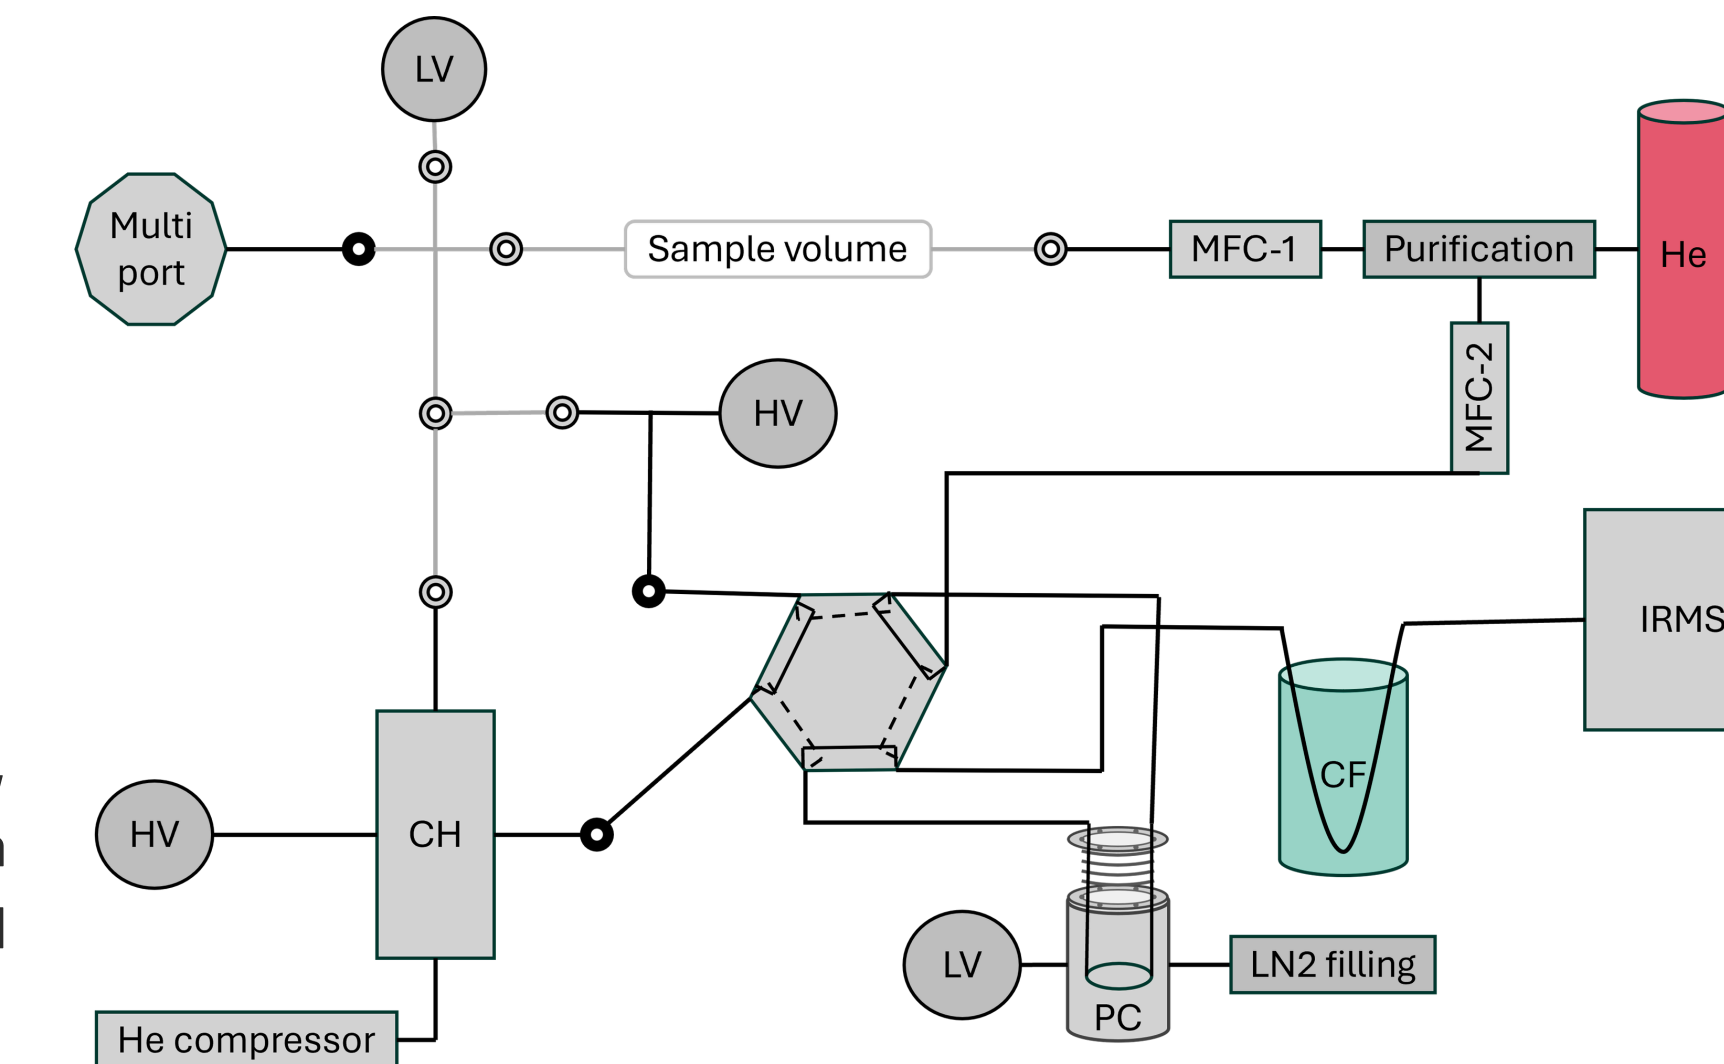 LV
Multi
port
Sample volume
MFC-1
Purification
He
MFC-2
HV
IRMS
CF
HV
CH
LV
LN2 filling
PC
He compressor